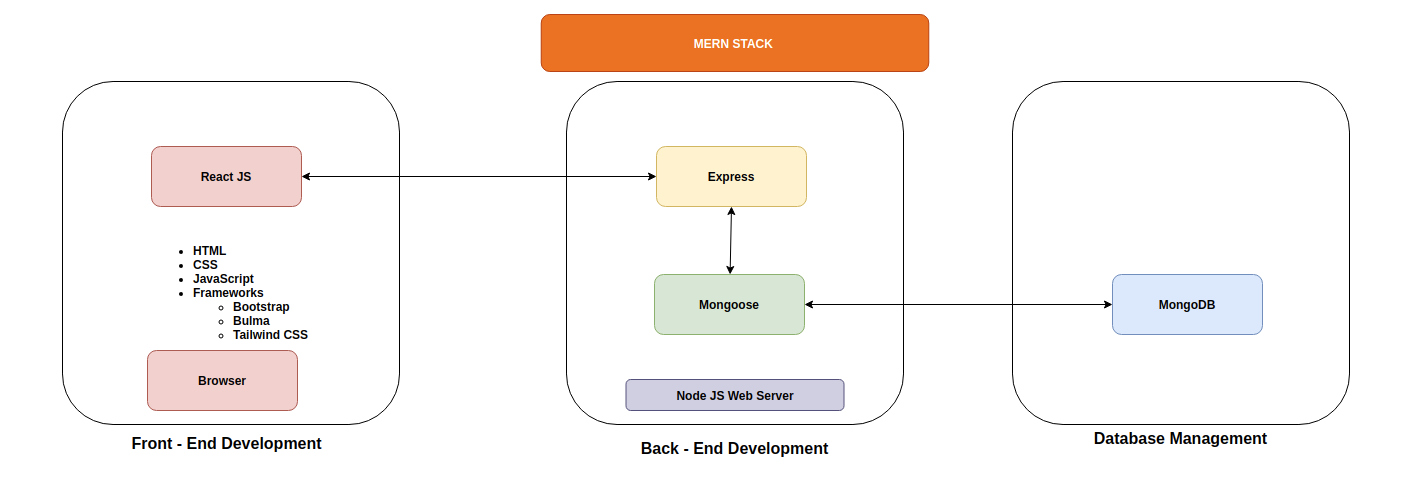 MERN STACK
React JS
HTML
CSS
JavaScript
Frameworks
Bootstrap
Bulma
Tailwind CSS
Browser
Front - End Development
Express
Mongoose
Node JS Web Server
Back - End Development
MongoDB
Database Management